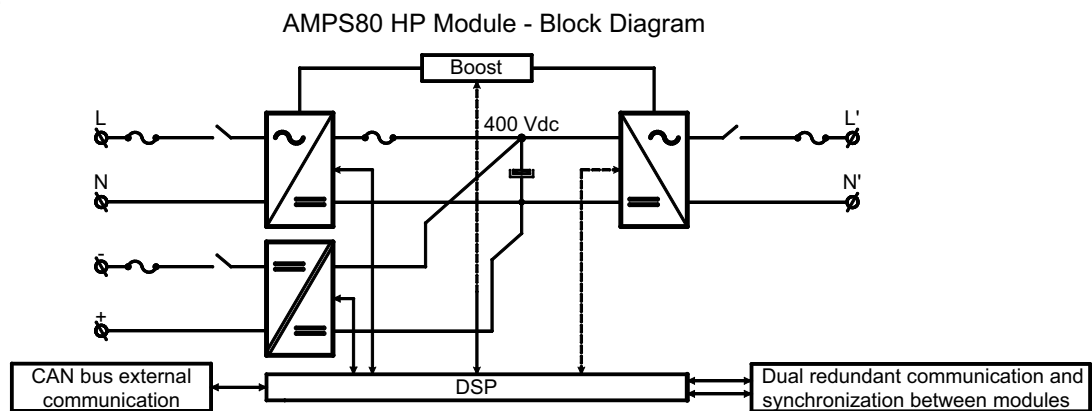 AMPS80 HP Module - Block Diagram
Boost
L
400 Vdc
L'
N
N'
-
+
CAN bus external
communication
DSP
Dual redundant communication and
synchronization between modules